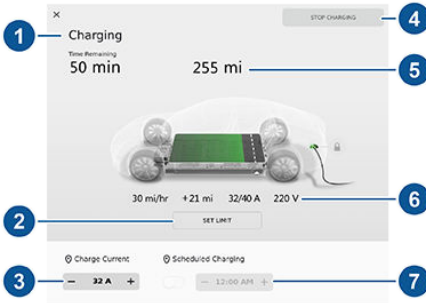 ×
STOP CHARGING
4
1
Charging
Time Remaining
50 min
255 mi
5
30 mi/hr +21 mi 32/40 A 220 V
6
2
SET LIMIT
Charge Current
Scheduled Charging
3
− 32 A +
− 12:00 AM +
7